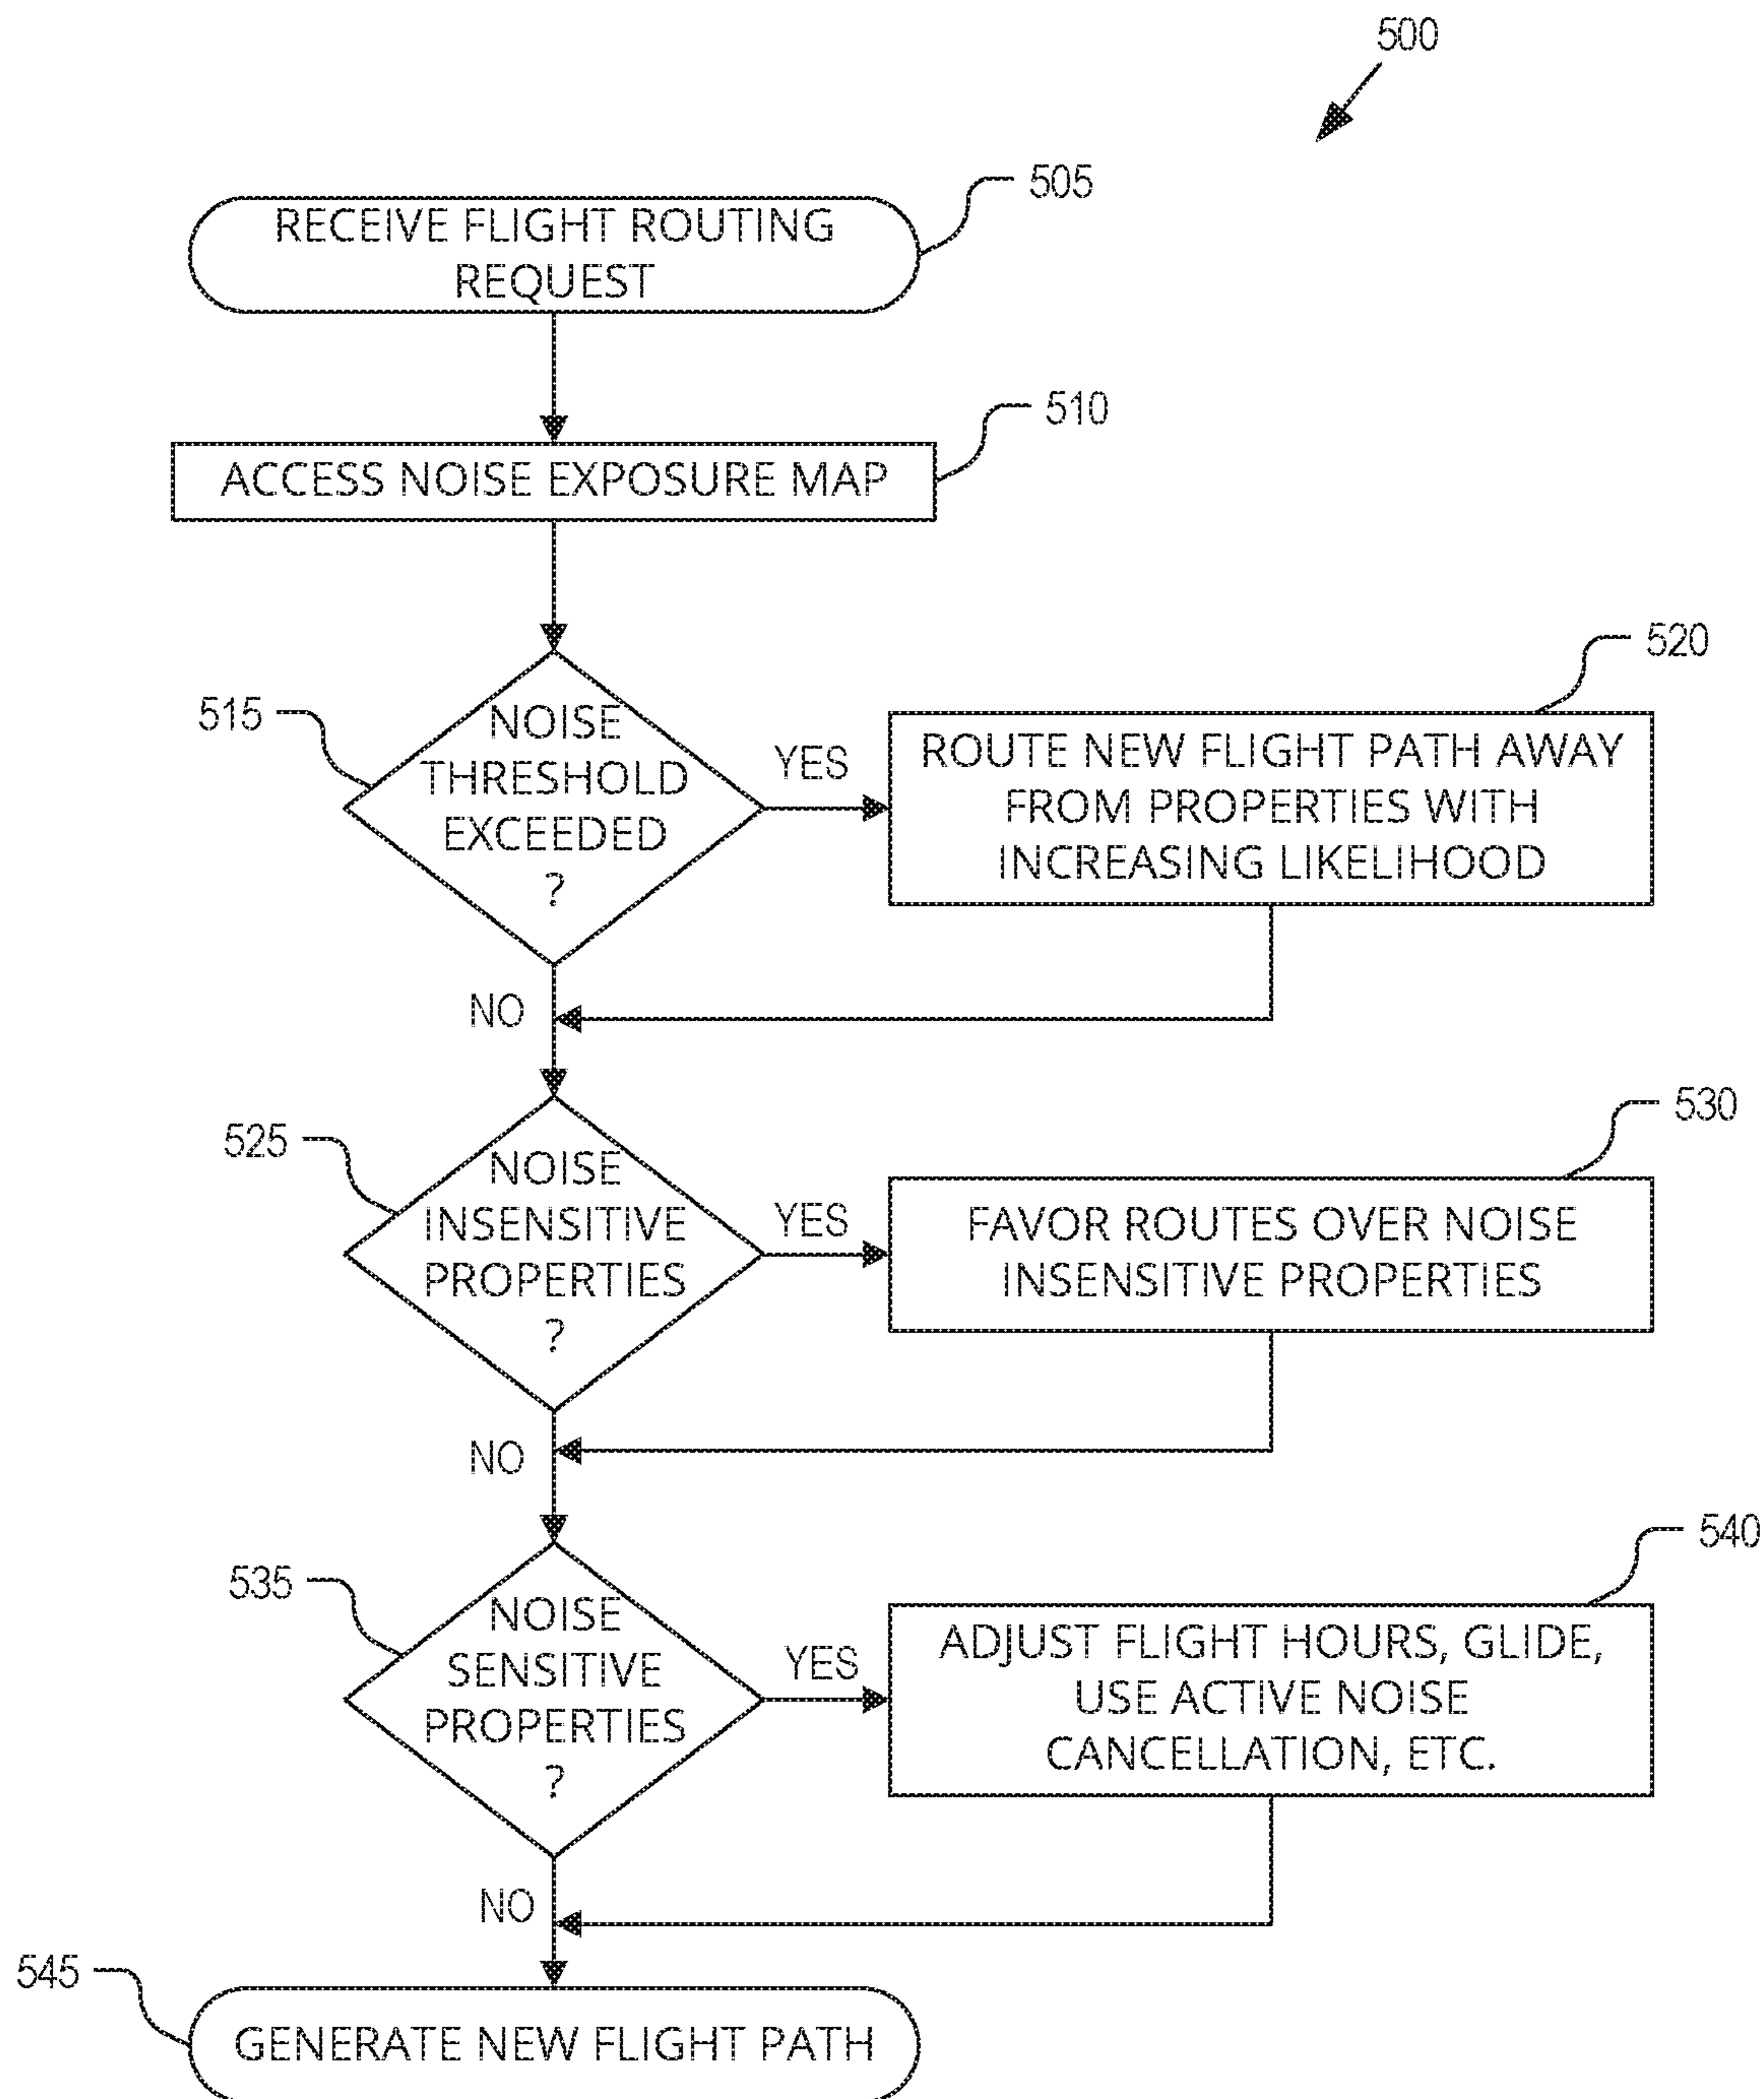 500
505
RECEIVE FLIGHT ROUTING
REQUEST
510
ACCESS NOISE EXPOSURE MAP
515
NOISE
THRESHOLD
EXCEEDED
?
YES
520
ROUTE NEW FLIGHT PATH AWAY
FROM PROPERTIES WITH
INCREASING LIKELIHOOD
NO
525
NOISE
INSENSITIVE
PROPERTIES
?
YES
530
FAVOR ROUTES OVER NOISE
INSENSITIVE PROPERTIES
NO
535
NOISE
SENSITIVE
PROPERTIES
?
YES
540
ADJUST FLIGHT HOURS, GLIDE,
USE ACTIVE NOISE
CANCELLATION, ETC.
NO
545
GENERATE NEW FLIGHT PATH